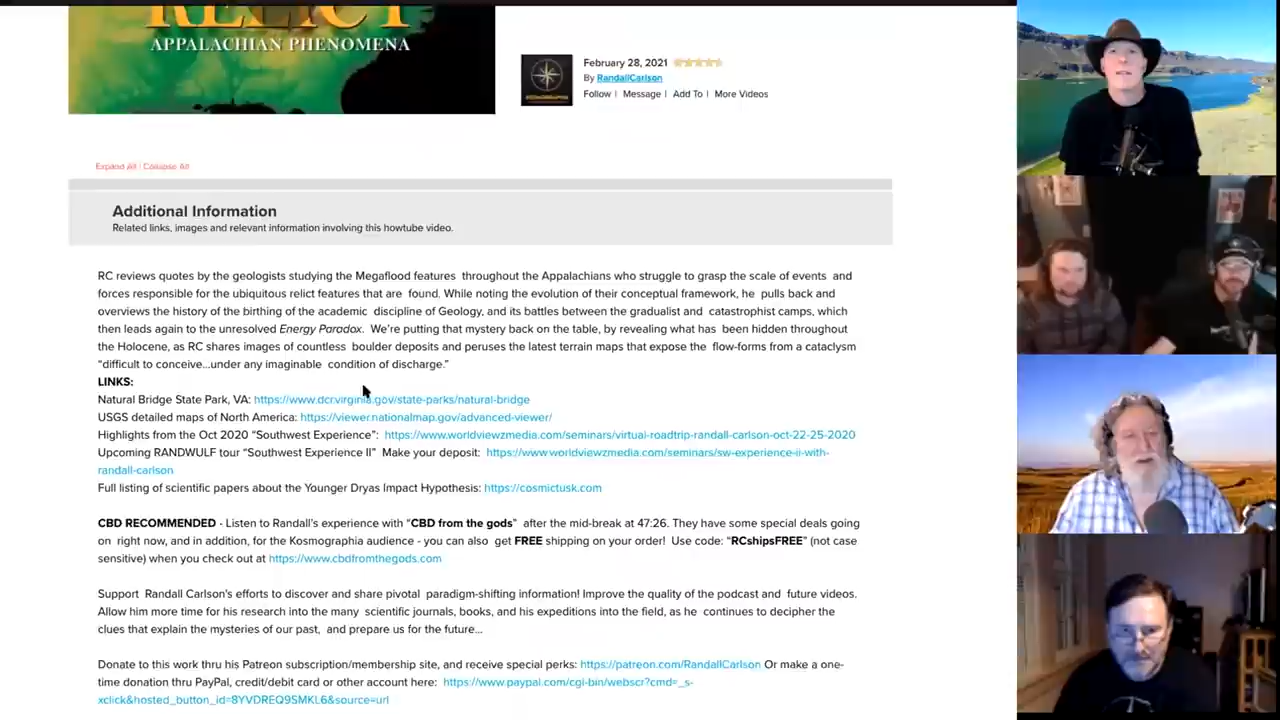 RELICT
APPALACHIAN PHENOMENA
February 28, 2021
By RandallCarlson
Follow | Message | Add To | More Videos
Expand All | Collapse All
Additional Information
Related links, images and relevant information involving this howtube video.
RC reviews quotes by the geologists studying the Megaflood features throughout the Appalachians who struggle to grasp the scale of events and
forces responsible for the ubiquitous relict features that are found. While noting the evolution of their conceptual framework, he pulls back and
overviews the history of the birthing of the academic discipline of Geology, and its battles between the gradualist and catastrophist camps, which
then leads again to the unresolved Energy Paradox. We're putting that mystery back on the table, by revealing what has been hidden throughout
the Holocene, as RC shares images of countless boulder deposits and peruses the latest terrain maps that expose the flow-forms from a cataclysm
“difficult to conceive...under any imaginable condition of discharge.”
LINKS:
Natural Bridge State Park, VA: https://www.dcr.virginia.gov/state-parks/natural-bridge
USGS detailed maps of North America: https://viewer.nationalmap.gov/advanced-viewer/
Highlights from the Oct 2020 “Southwest Experience”: https://www.worldviewzmedia.com/seminars/virtual-roadtrip-randall-carlson-oct-22-25-2020
Upcoming RANDWULF tour “Southwest Experience II” Make your deposit: https://www.worldviewzmedia.com/seminars/sw-experience-ii-with-
randall-carlson
Full listing of scientific papers about the Younger Dryas Impact Hypothesis: https://cosmictusk.com
CBD RECOMMENDED - Listen to Randall's experience with “CBD from the gods” after the mid-break at 47:26. They have some special deals going
on right now, and in addition, for the Kosmographia audience - you can also get FREE shipping on your order! Use code: “RCshipsFREE” (not case
sensitive) when you check out at https://www.cbdfromthegods.com
Support Randall Carlson's efforts to discover and share pivotal paradigm-shifting information! Improve the quality of the podcast and future videos.
Allow him more time for his research into the many scientific journals, books, and his expeditions into the field, as he continues to decipher the
clues that explain the mysteries of our past, and prepare us for the future...
Donate to this work thru his Patreon subscription/membership site, and receive special perks: https://patreon.com/RandallCarlson Or make a one-
time donation thru PayPal, credit/debit card or other account here: https://www.paypal.com/cgi-bin/webscr?cmd=_s-
xclick&hosted_button_id=8YVDREQ9SMKL6&source=url